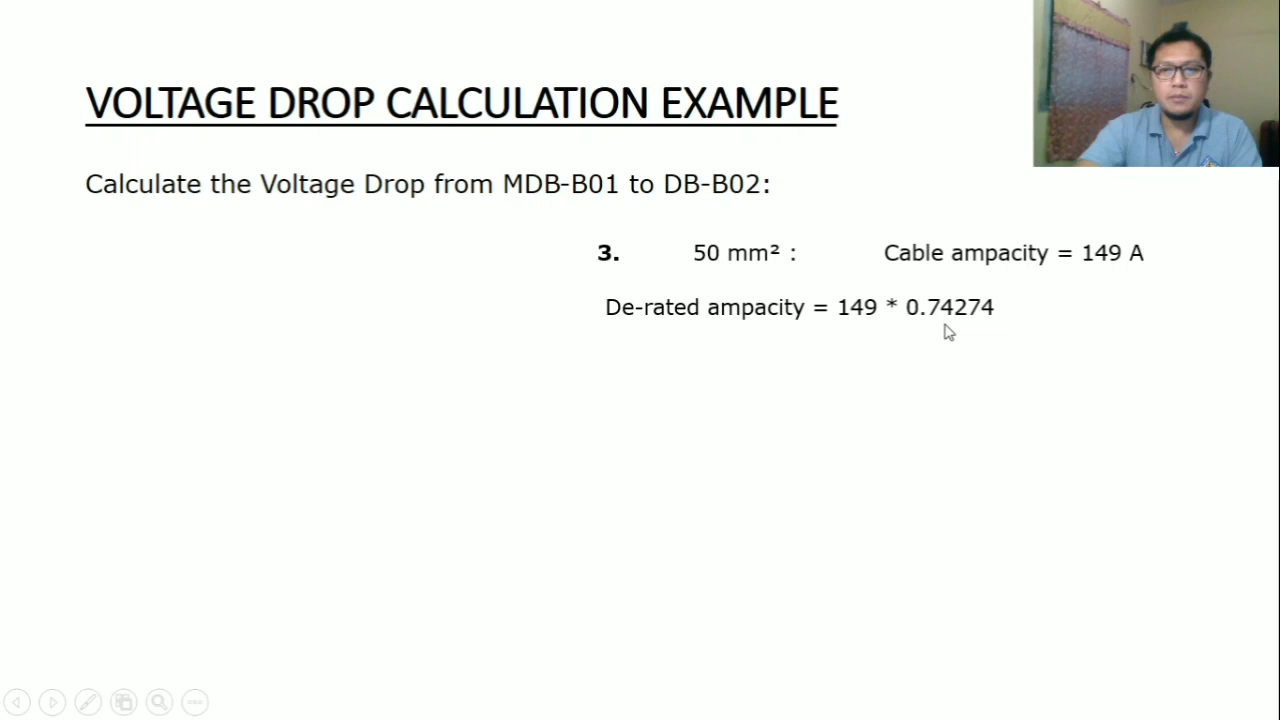 VOLTAGE DROP CALCULATION EXAMPLE
Calculate the Voltage Drop from MDB-B01 to DB-B02:
3. 50 mm² : Cable ampacity = 149 A
De-rated ampacity = 149 * 0.74274